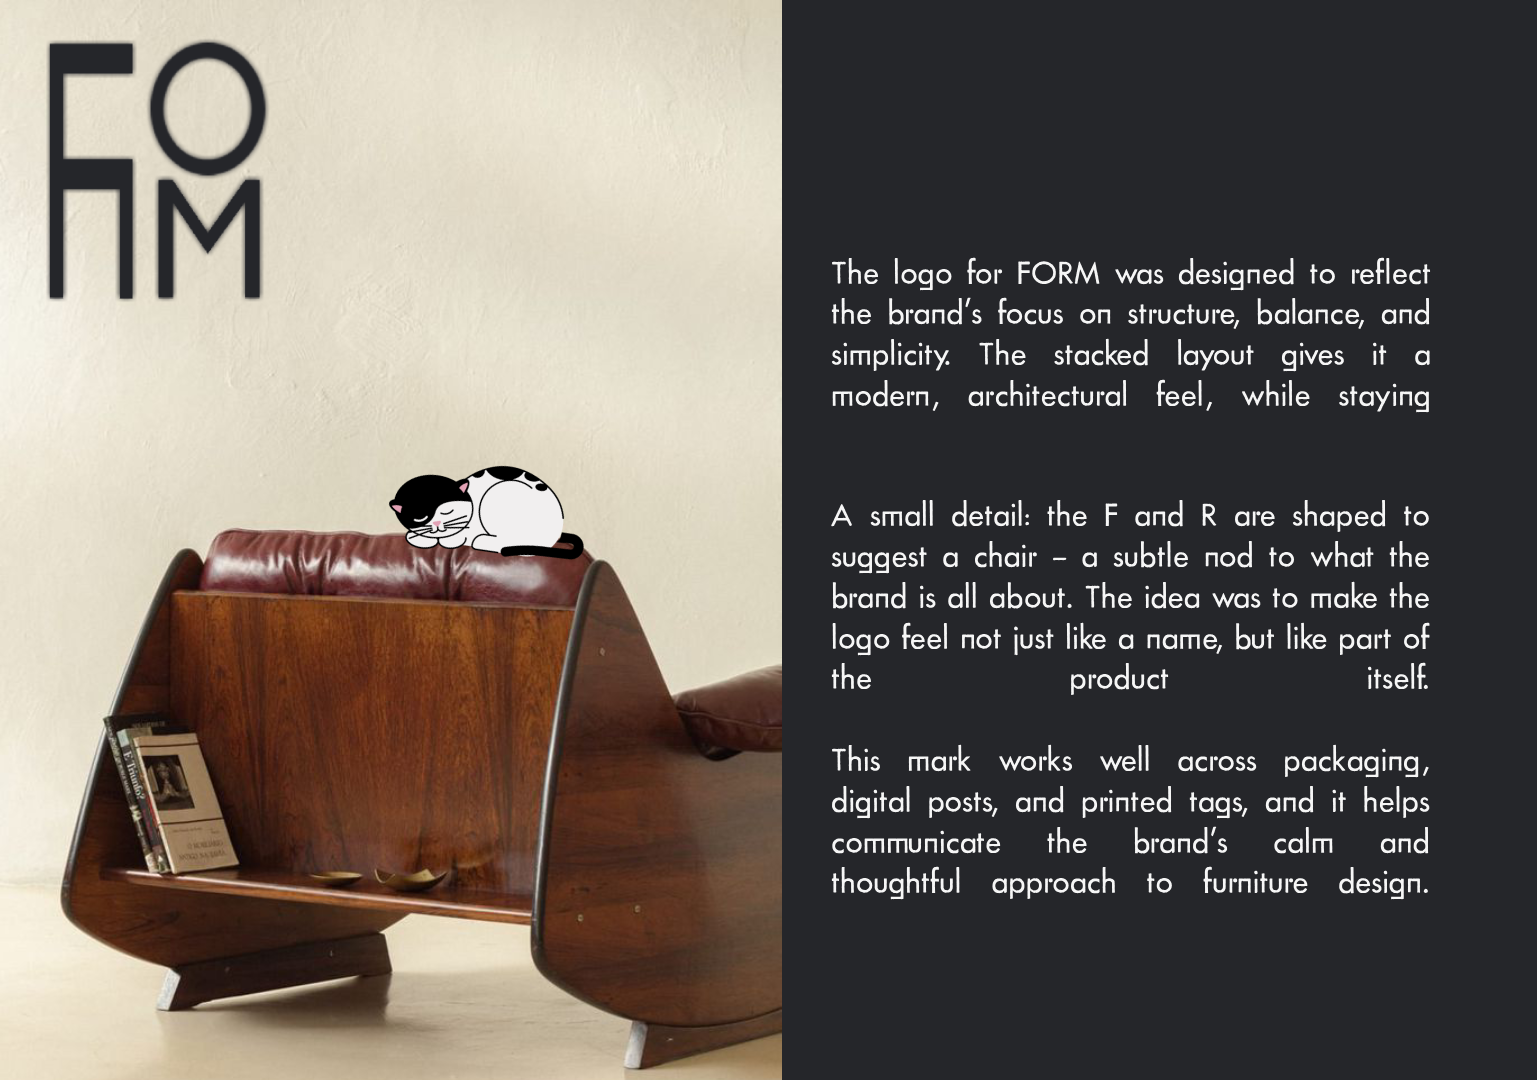 FO
RM
The logo for FORM was designed to reflect
the brand's focus on structure, balance, and
simplicity. The stacked layout gives it a
modern, architectural feel, while staying
A small detail: the F and R are shaped to
suggest a chair – a subtle nod to what the
brand is all about. The idea was to make the
logo feel not just like a name, but like part of
the product itself.
This mark works well across packaging,
digital posts, and printed tags, and it helps
communicate the brand's calm and
thoughtful approach to furniture design.